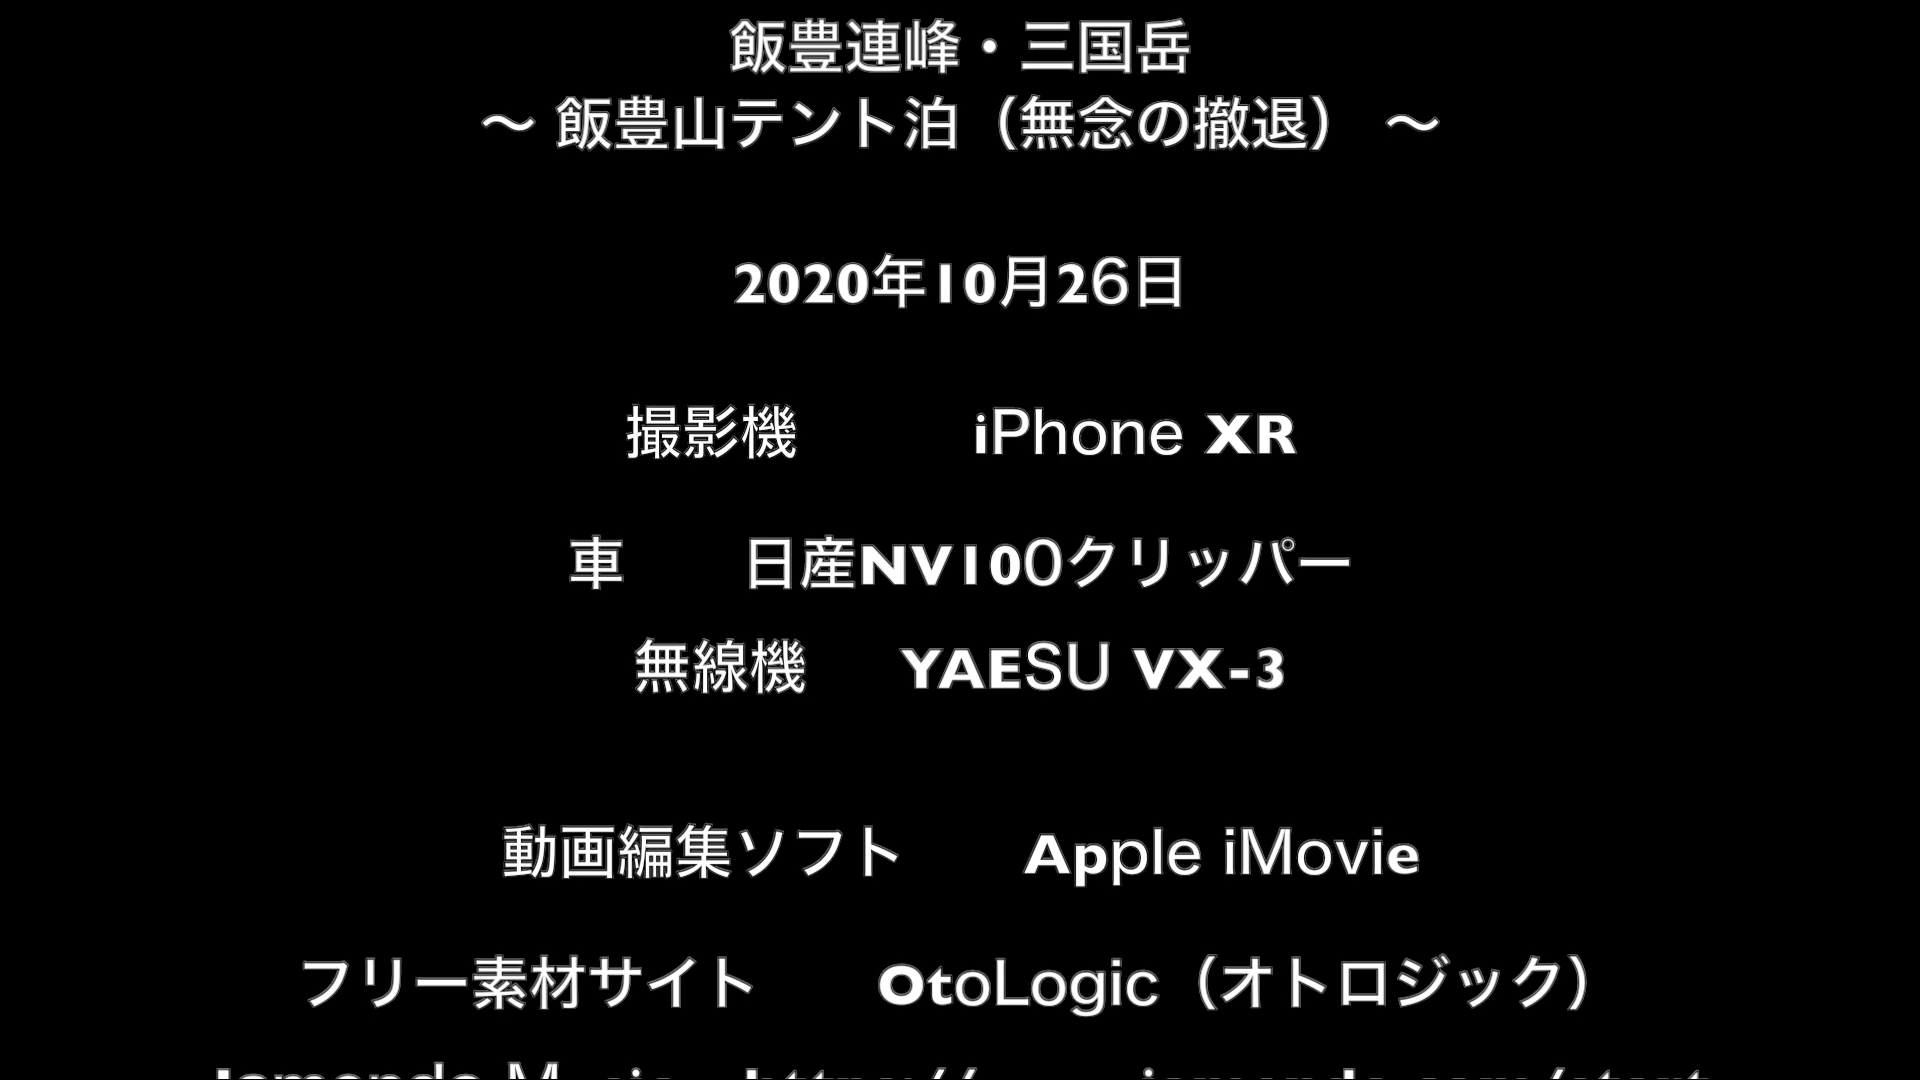 飯豊連峰・三国岳
〜 飯豊山テント泊（無念の撤退） 〜
2020年10月26日
撮影機　　　iPhone XR
車　　日産NV100クリッパー
無線機　　YAESU VX-3
動画編集ソフト　　Apple iMovie
フリー素材サイト　　OtoLogic（オトロジック）